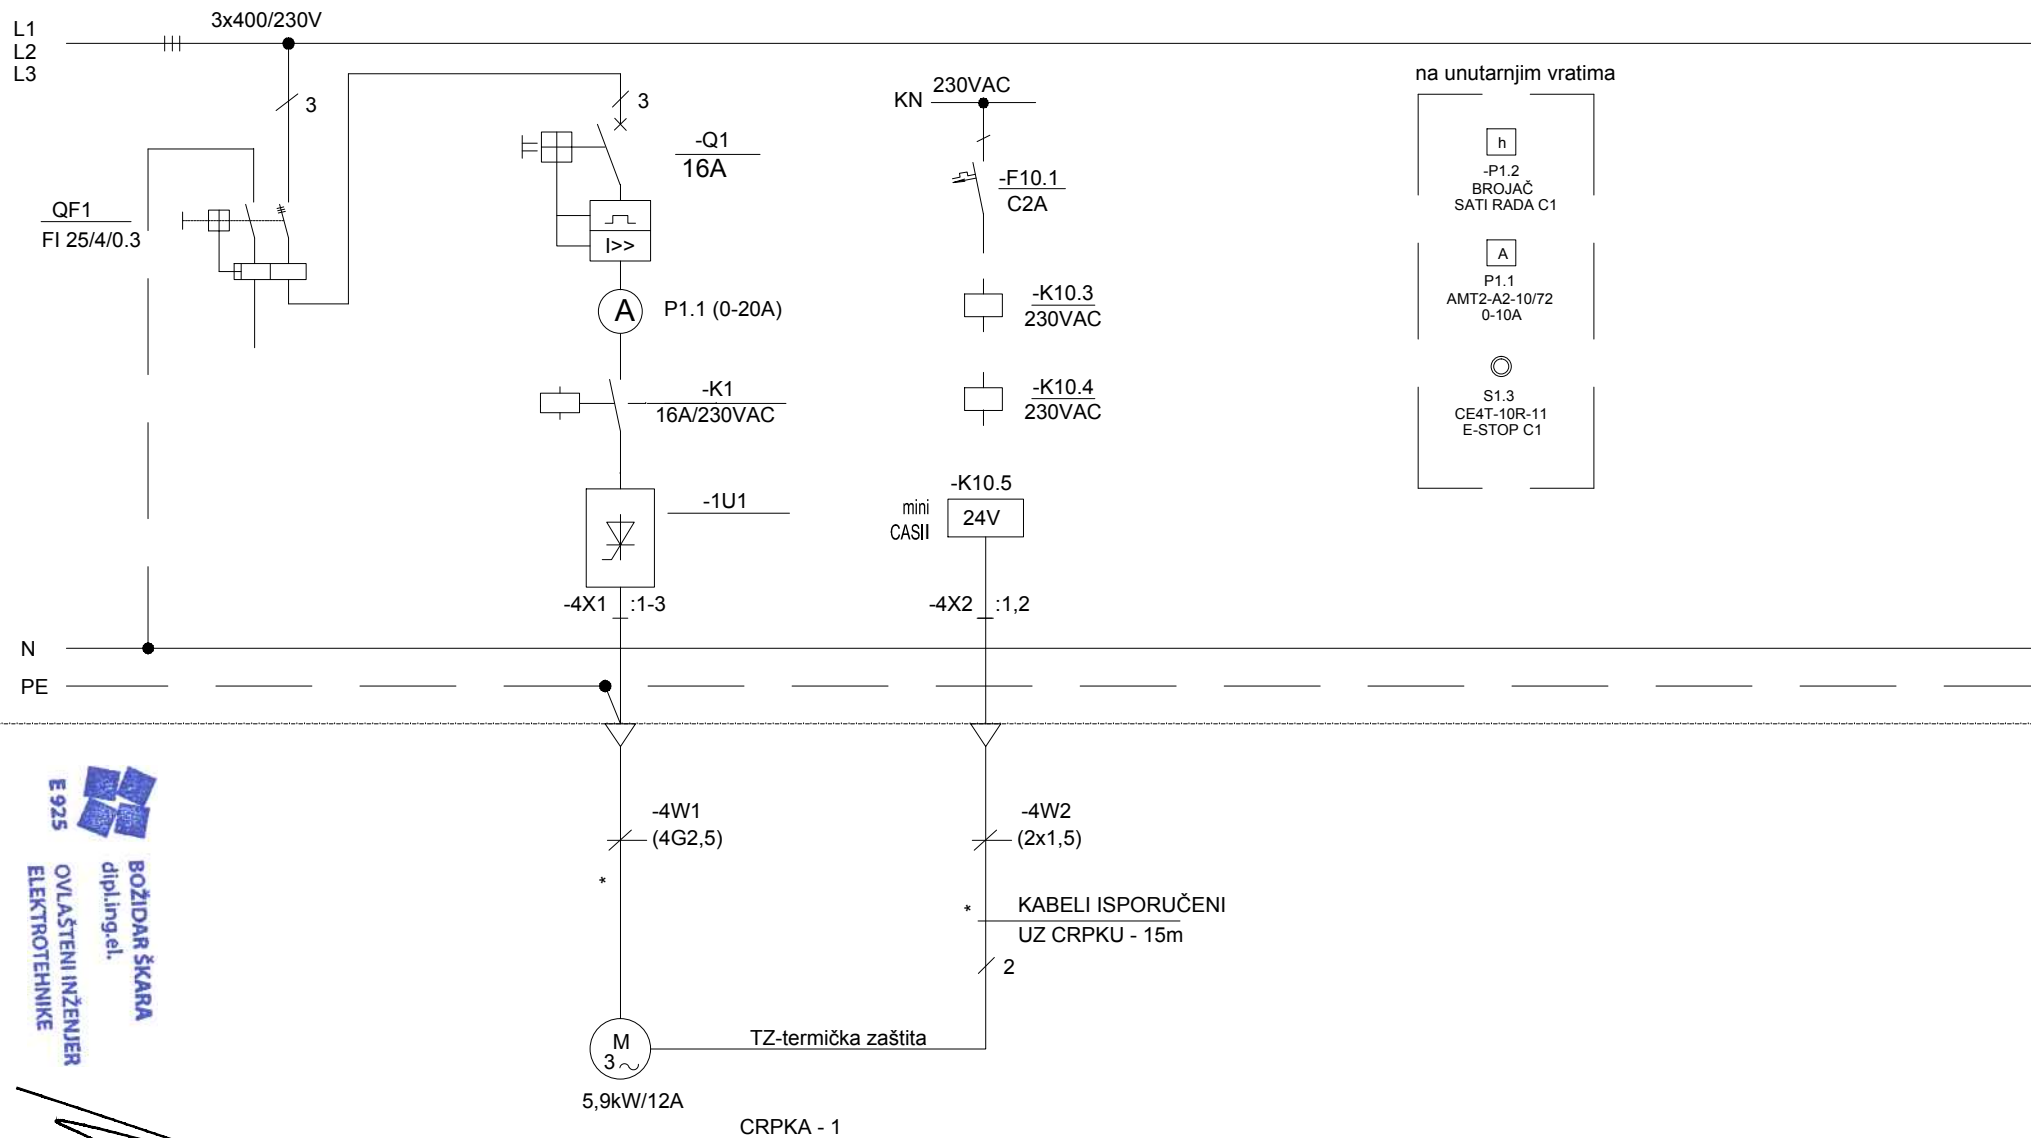 L1
L2
L3
3x400/230V
3
QF1
FI 25/4/0.3
3
-Q1
16A
I>>
A
P1.1 (0-20A)
-K1
16A/230VAC
-1U1
-4X1 :1-3
KN
230VAC
-F10.1
C2A
-K10.3
230VAC
-K10.4
230VAC
-K10.5
mini
CASII
24V
-4X2 :1,2
na unutarnjim vratima
h
-P1.2
BROJAČ
SATI RADA C1
A
P1.1
AMT2-A2-10/72
0-10A
S1.3
CE4T-10R-11
E-STOP C1
N
PE
-4W1
(4G2,5)
*
-4W2
(2x1,5)
*
KABELI ISPORUČENI
UZ CRPKU - 15m
2
M
3~
TZ-termička zaštita
5,9kW/12A
CRPKA - 1
BOŽIDAR ŠKARA
dipl.ing.el.
OVLAŠTENI INŽENJER
ELEKTROTEHNIKE
E 925